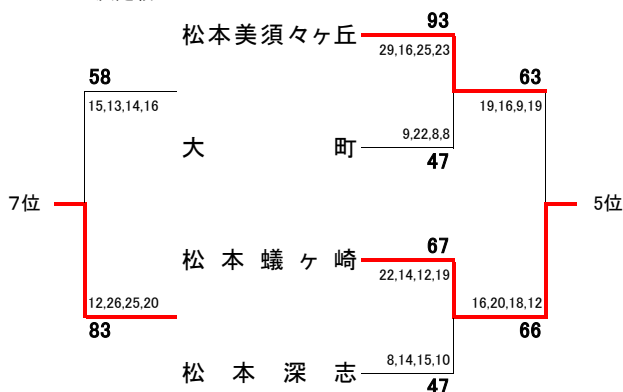 93
松本美須々ヶ丘
29,16,25,23
58
63
15,13,14,16
19,16,9,19
9,22,8,8
大町
47
7位
5位
67
松本蟻ヶ崎
22,14,12,19
12,26,25,20
16,20,18,12
83
66
8,14,15,10
松本深志
47